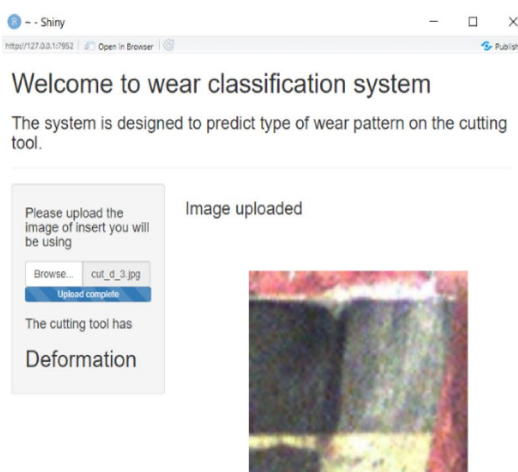 R ~ - Shiny
http://127.0.0.1:7952 Open in Browser Publish
Welcome to wear classification system
The system is designed to predict type of wear pattern on the cutting
tool.
Please upload the
image of insert you will
be using
Browse... cut_d_3.jpg
Upload complete
The cutting tool has
Deformation
Image uploaded